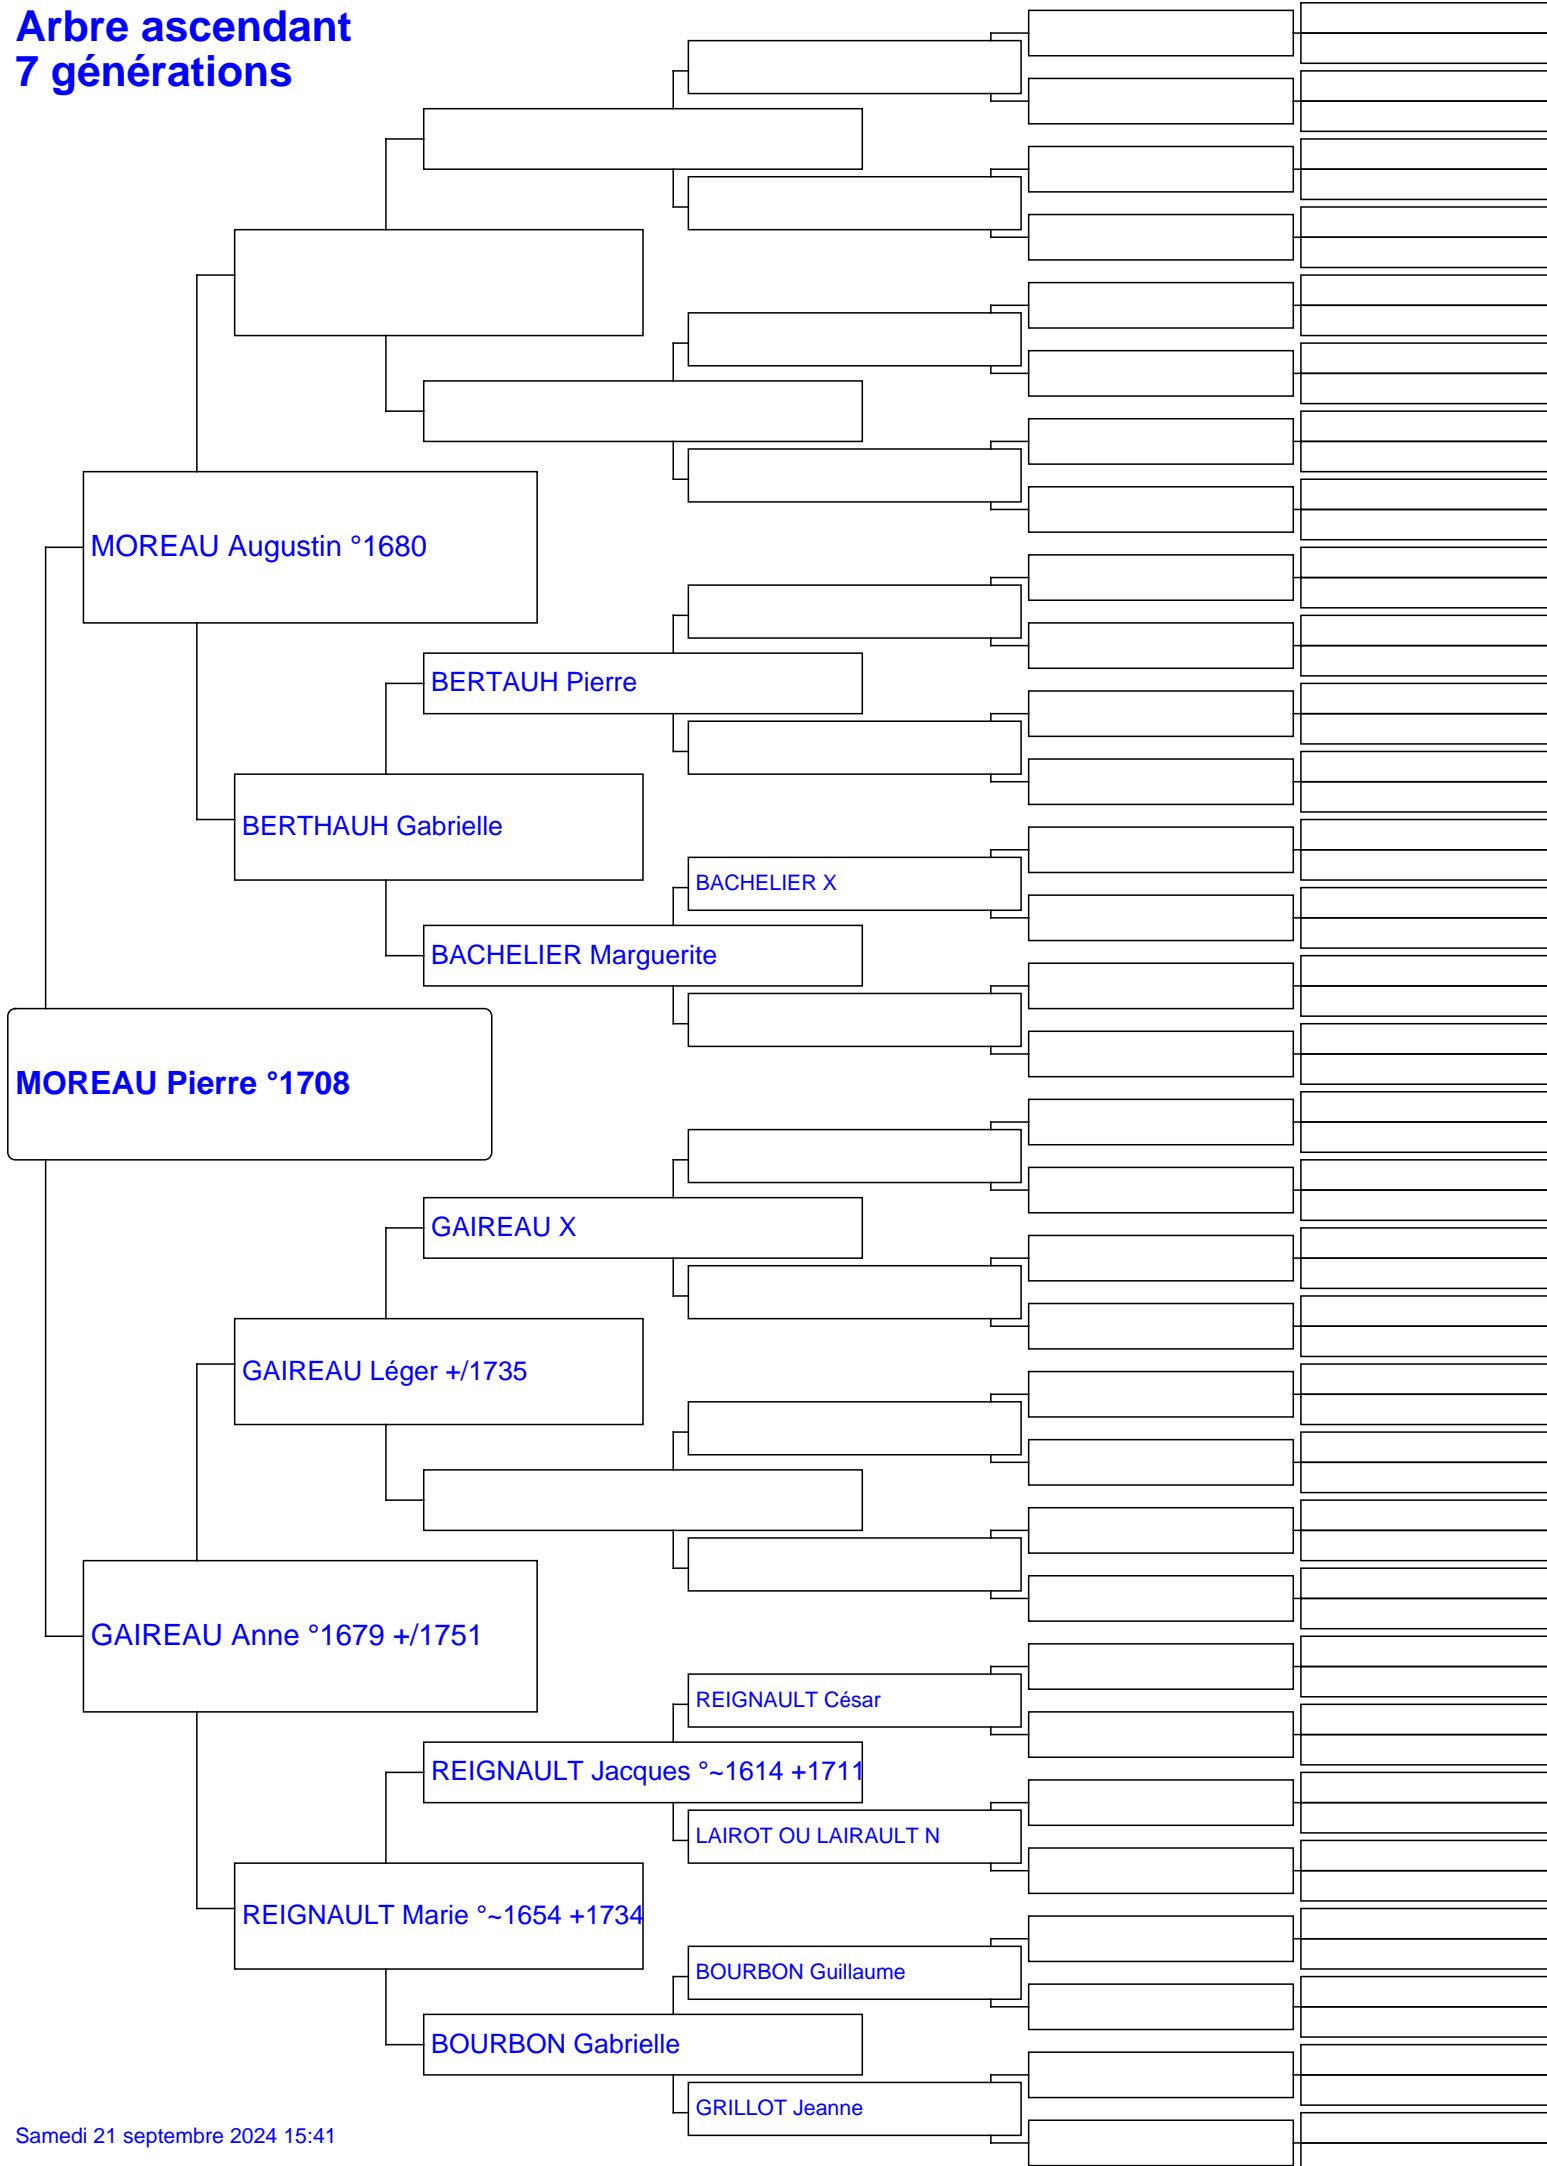 Arbre ascendant
7 générations
MOREAU Augustin °1680
BERTAUH Pierre
BERTHAUH Gabrielle
BACHELIER X
BACHELIER Marguerite
MOREAU Pierre °1708
GAIREAU X
GAIREAU Léger +/1735
GAIREAU Anne °1679 +/1751
REIGNAULT César
REIGNAULT Jacques °~1614 +1711
LAIROT OU LAIRAULT N
REIGNAULT Marie °~1654 +1734
BOURBON Guillaume
BOURBON Gabrielle
GRILLOT Jeanne
Samedi 21 septembre 2024 15:41